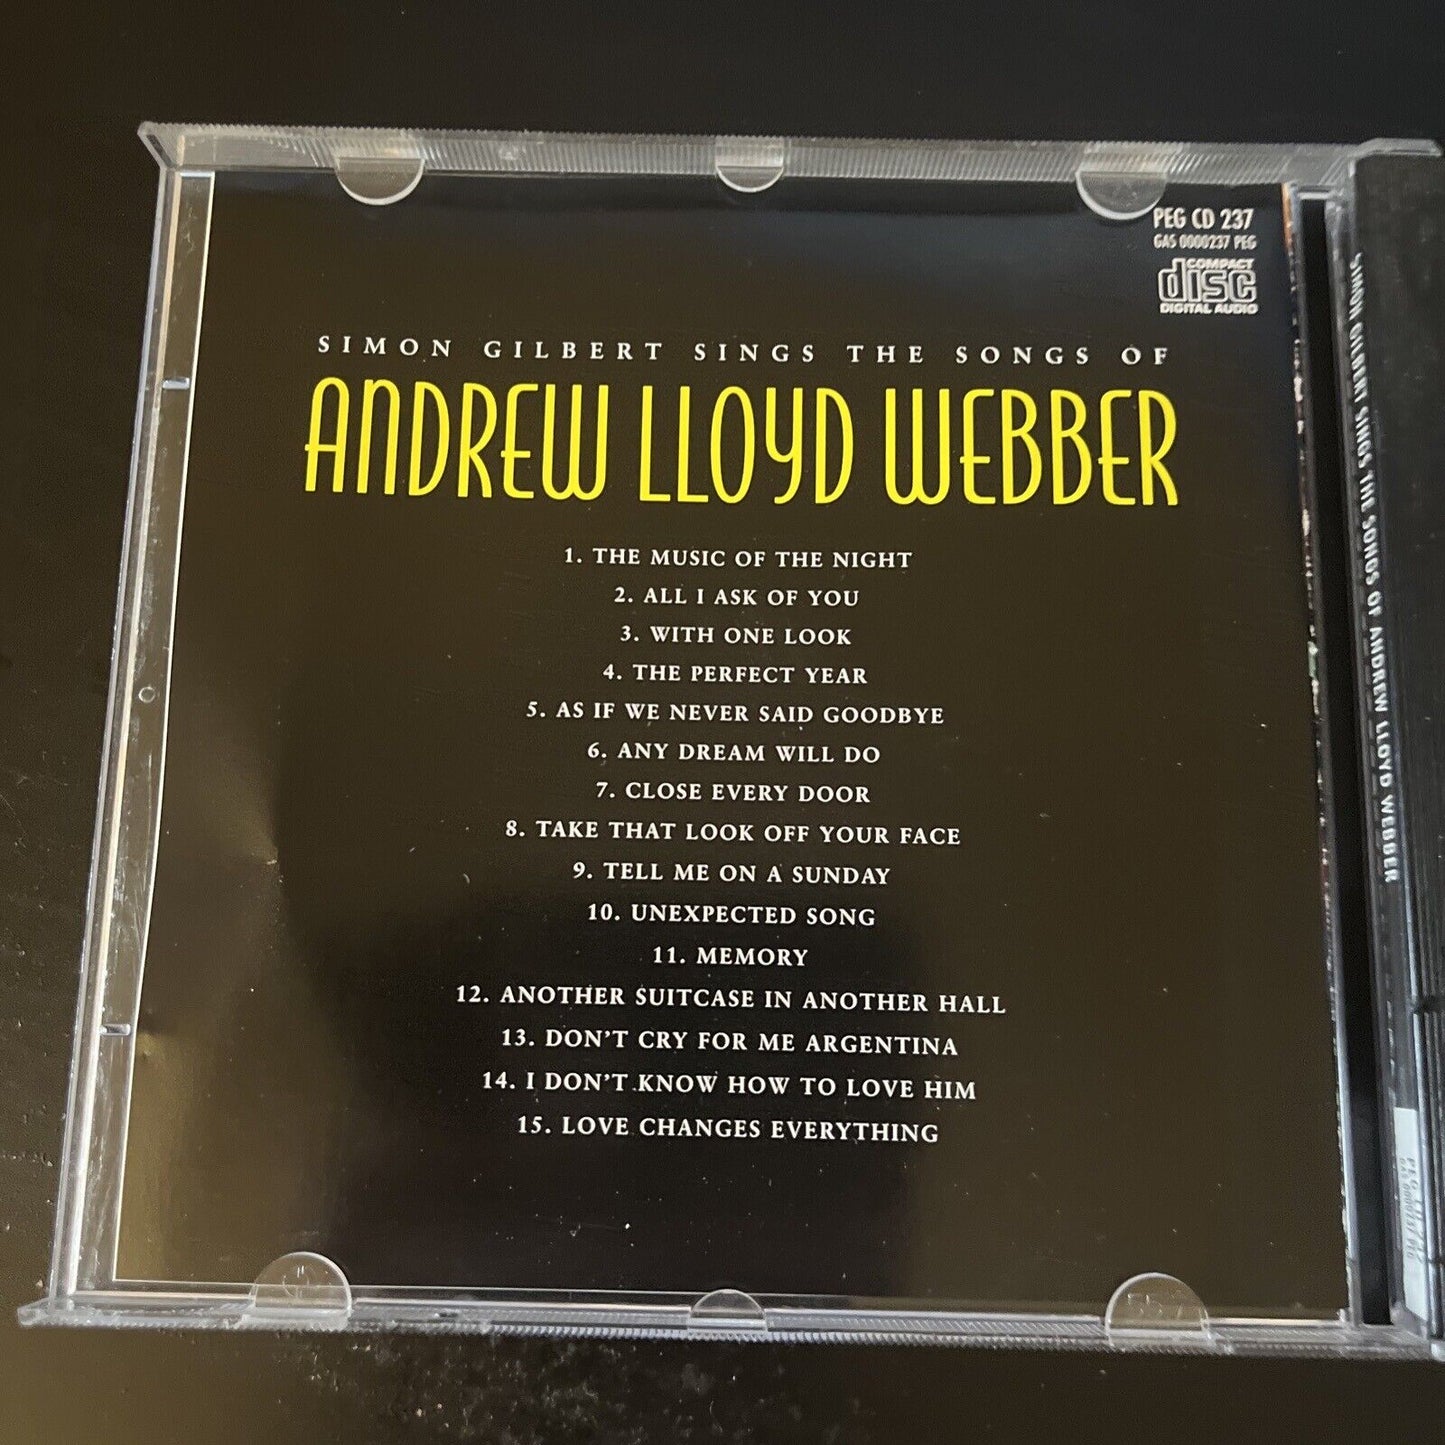 PEG CD 237
GAS 0000237 PEG
COMPACT
disc
DIGITAL AUDIO
SIMON GILBERT SINGS THE SONGS OF
ANDREW LLOYD WEBBER
1. THE MUSIC OF THE NIGHT
2. ALL I ASK OF YOU
3. WITH ONE LOOK
4. THE PERFECT YEAR
5. AS IF WE NEVER SAID GOODBYE
6. ANY DREAM WILL DO
7. CLOSE EVERY DOOR
8. TAKE THAT LOOK OFF YOUR FACE
9. TELL ME ON A SUNDAY
10. UNEXPECTED SONG
11. MEMORY
12. ANOTHER SUITCASE IN ANOTHER HALL
13. DON'T CRY FOR ME ARGENTINA
14. I DON'T KNOW HOW TO LOVE HIM
15. LOVE CHANGES EVERYTHING
SIMON GILBERT SINGS THE SONGS OF ANDREW LLOYD WEBBER